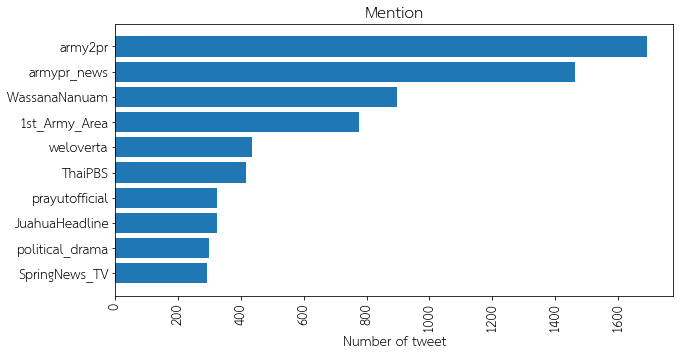 Mention
army2pr
armypr_news
WassanaNanuam
1st_Army_Area
weloverta
ThaiPBS
prayutofficial
JuahuaHeadline
political_drama
SpringNews_TV
0
200
400
600
800
1000
1200
1400
1600
Number of tweet